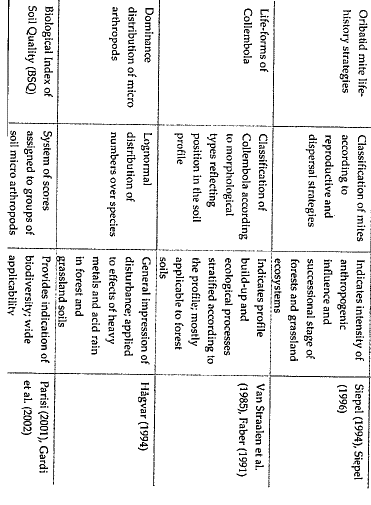 Oribatid mite life-
history strategies
Classification of mites
according to
reproductive and
dispersal strategies
Indicates intensity of
anthropogenic
influence and
successional stage of
forests and grassland
ecosystems
Siepel (1994), Siepel
(1996)
Life-forms of
Collembola
Classification of
Collembola according
to morphological
types reflecting
position in the soil
profile
Indicates profile
build-up and
ecological processes
stratified according to
the profile; mostly
applicable to forest
soils
Van Straalen et al.
(1985), Faber (1991)
Dominance
distribution of micro
arthropods
Lognormal
distribution of
numbers over species
General impression of
disturbance; applied
to effects of heavy
metals and acid rain
in forest and
grassland soils
Hågvar (1994)
Biological Index of
Soil Quality (BSQ)
System of scores
assigned to groups of
soil micro arthropods
Provides indication of
biodiversity; wide
applicability
Parisi (2001), Gardi
et al. (2002)